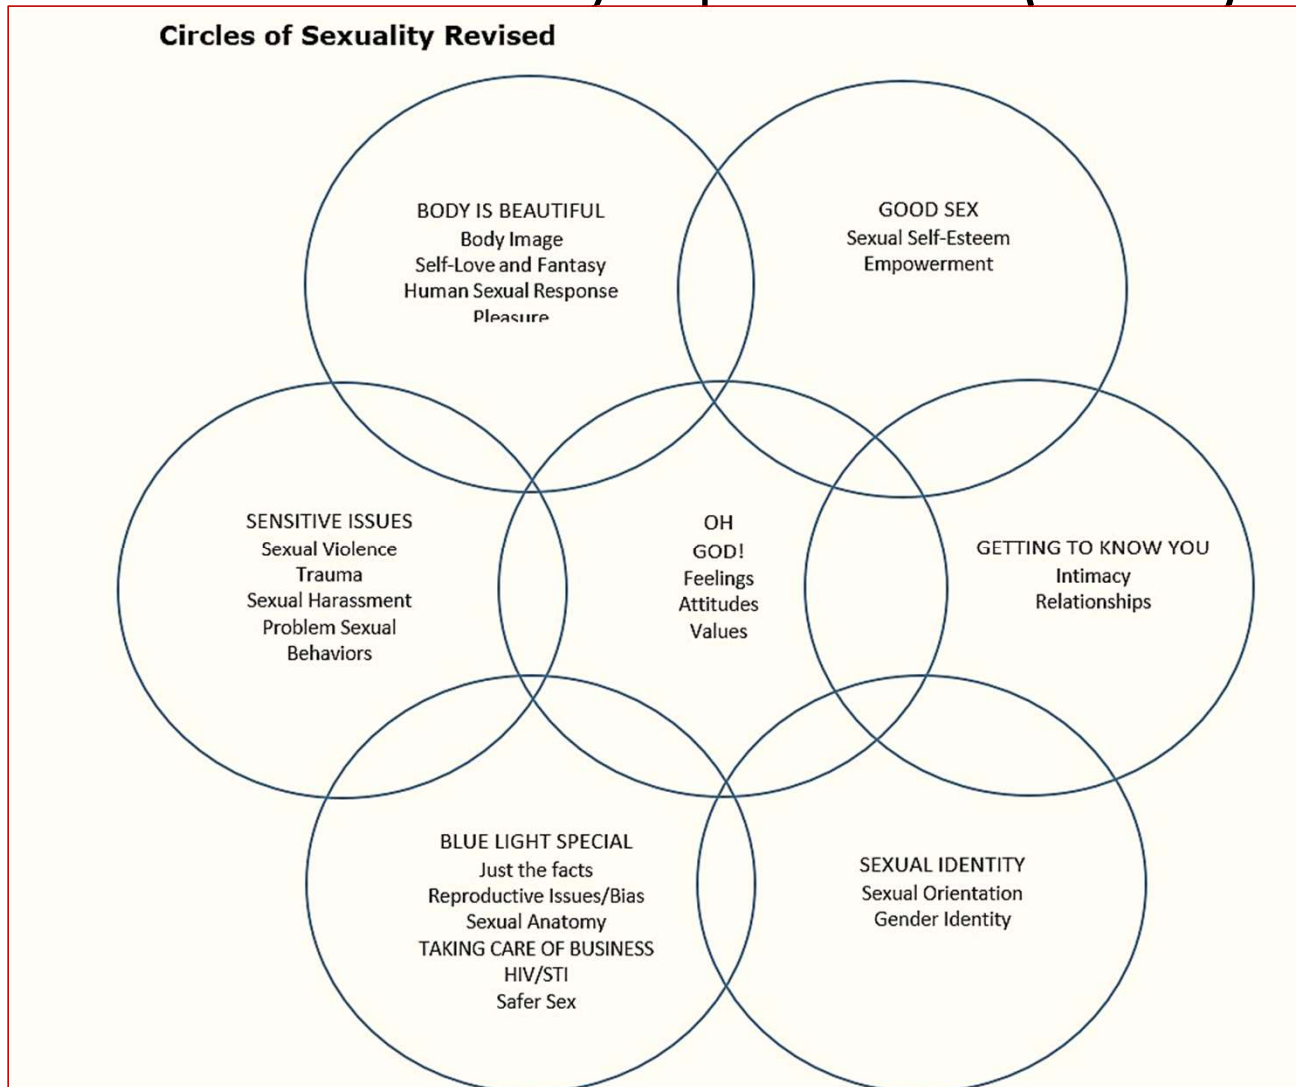 Circles of Sexuality Revised
BODY IS BEAUTIFUL
Body Image
Self-Love and Fantasy
Human Sexual Response
Pleasure
GOOD SEX
Sexual Self-Esteem
Empowerment
SENSITIVE ISSUES
Sexual Violence
Trauma
Sexual Harassment
Problem Sexual
Behaviors
OH
GOD!
Feelings
Attitudes
Values
GETTING TO KNOW YOU
Intimacy
Relationships
BLUE LIGHT SPECIAL
Just the facts
Reproductive Issues/Bias
Sexual Anatomy
TAKING CARE OF BUSINESS
HIV/STI
Safer Sex
SEXUAL IDENTITY
Sexual Orientation
Gender Identity